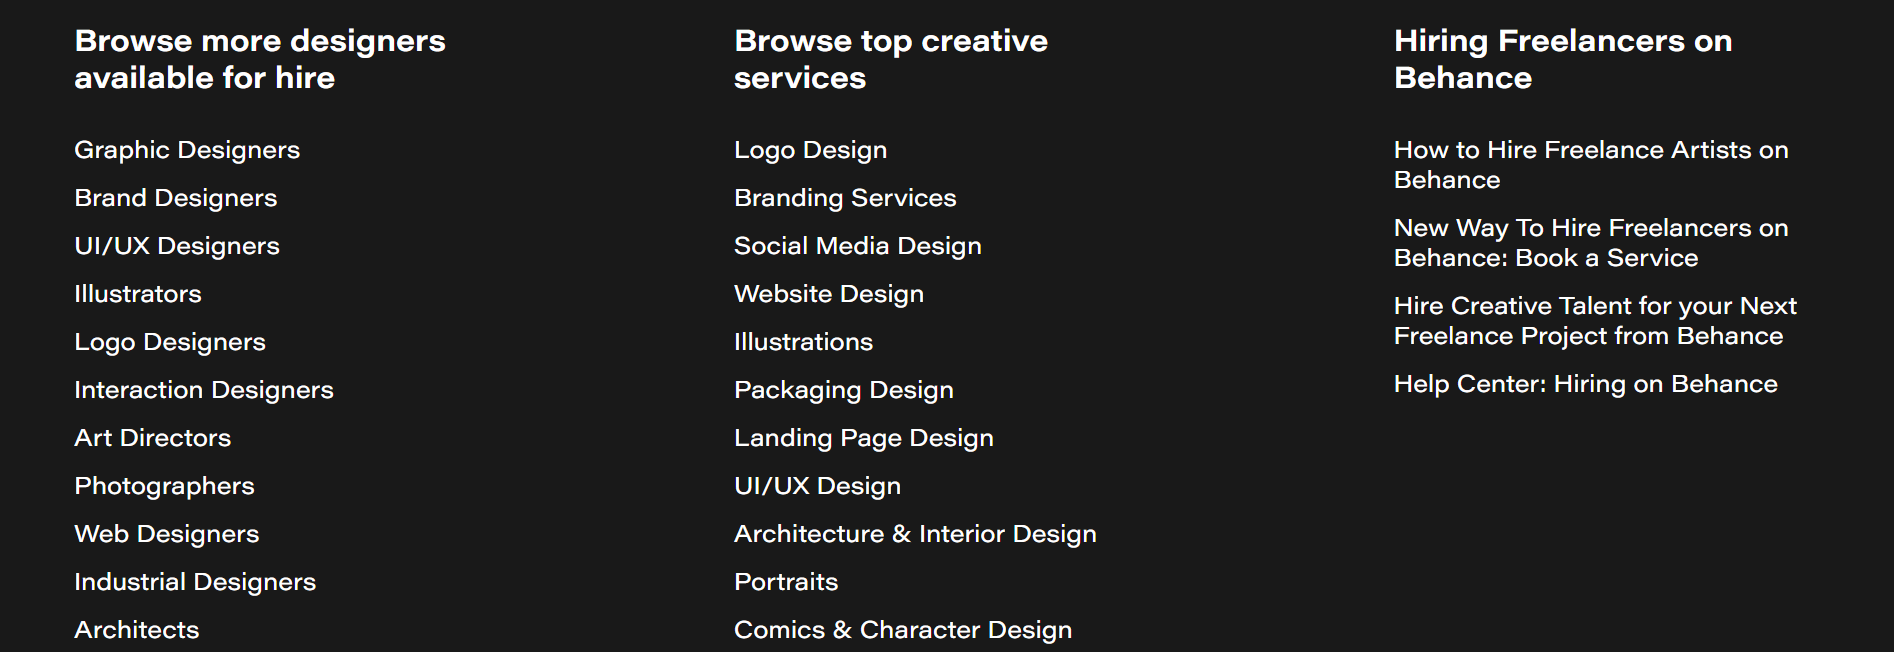 Browse more designers
available for hire
Graphic Designers
Brand Designers
UI/UX Designers
Illustrators
Logo Designers
Interaction Designers
Art Directors
Photographers
Web Designers
Industrial Designers
Architects
Browse top creative
services
Logo Design
Branding Services
Social Media Design
Website Design
Illustrations
Packaging Design
Landing Page Design
UI/UX Design
Architecture & Interior Design
Portraits
Comics & Character Design
Hiring Freelancers on
Behance
How to Hire Freelance Artists on
Behance
New Way To Hire Freelancers on
Behance: Book a Service
Hire Creative Talent for your Next
Freelance Project from Behance
Help Center: Hiring on Behance